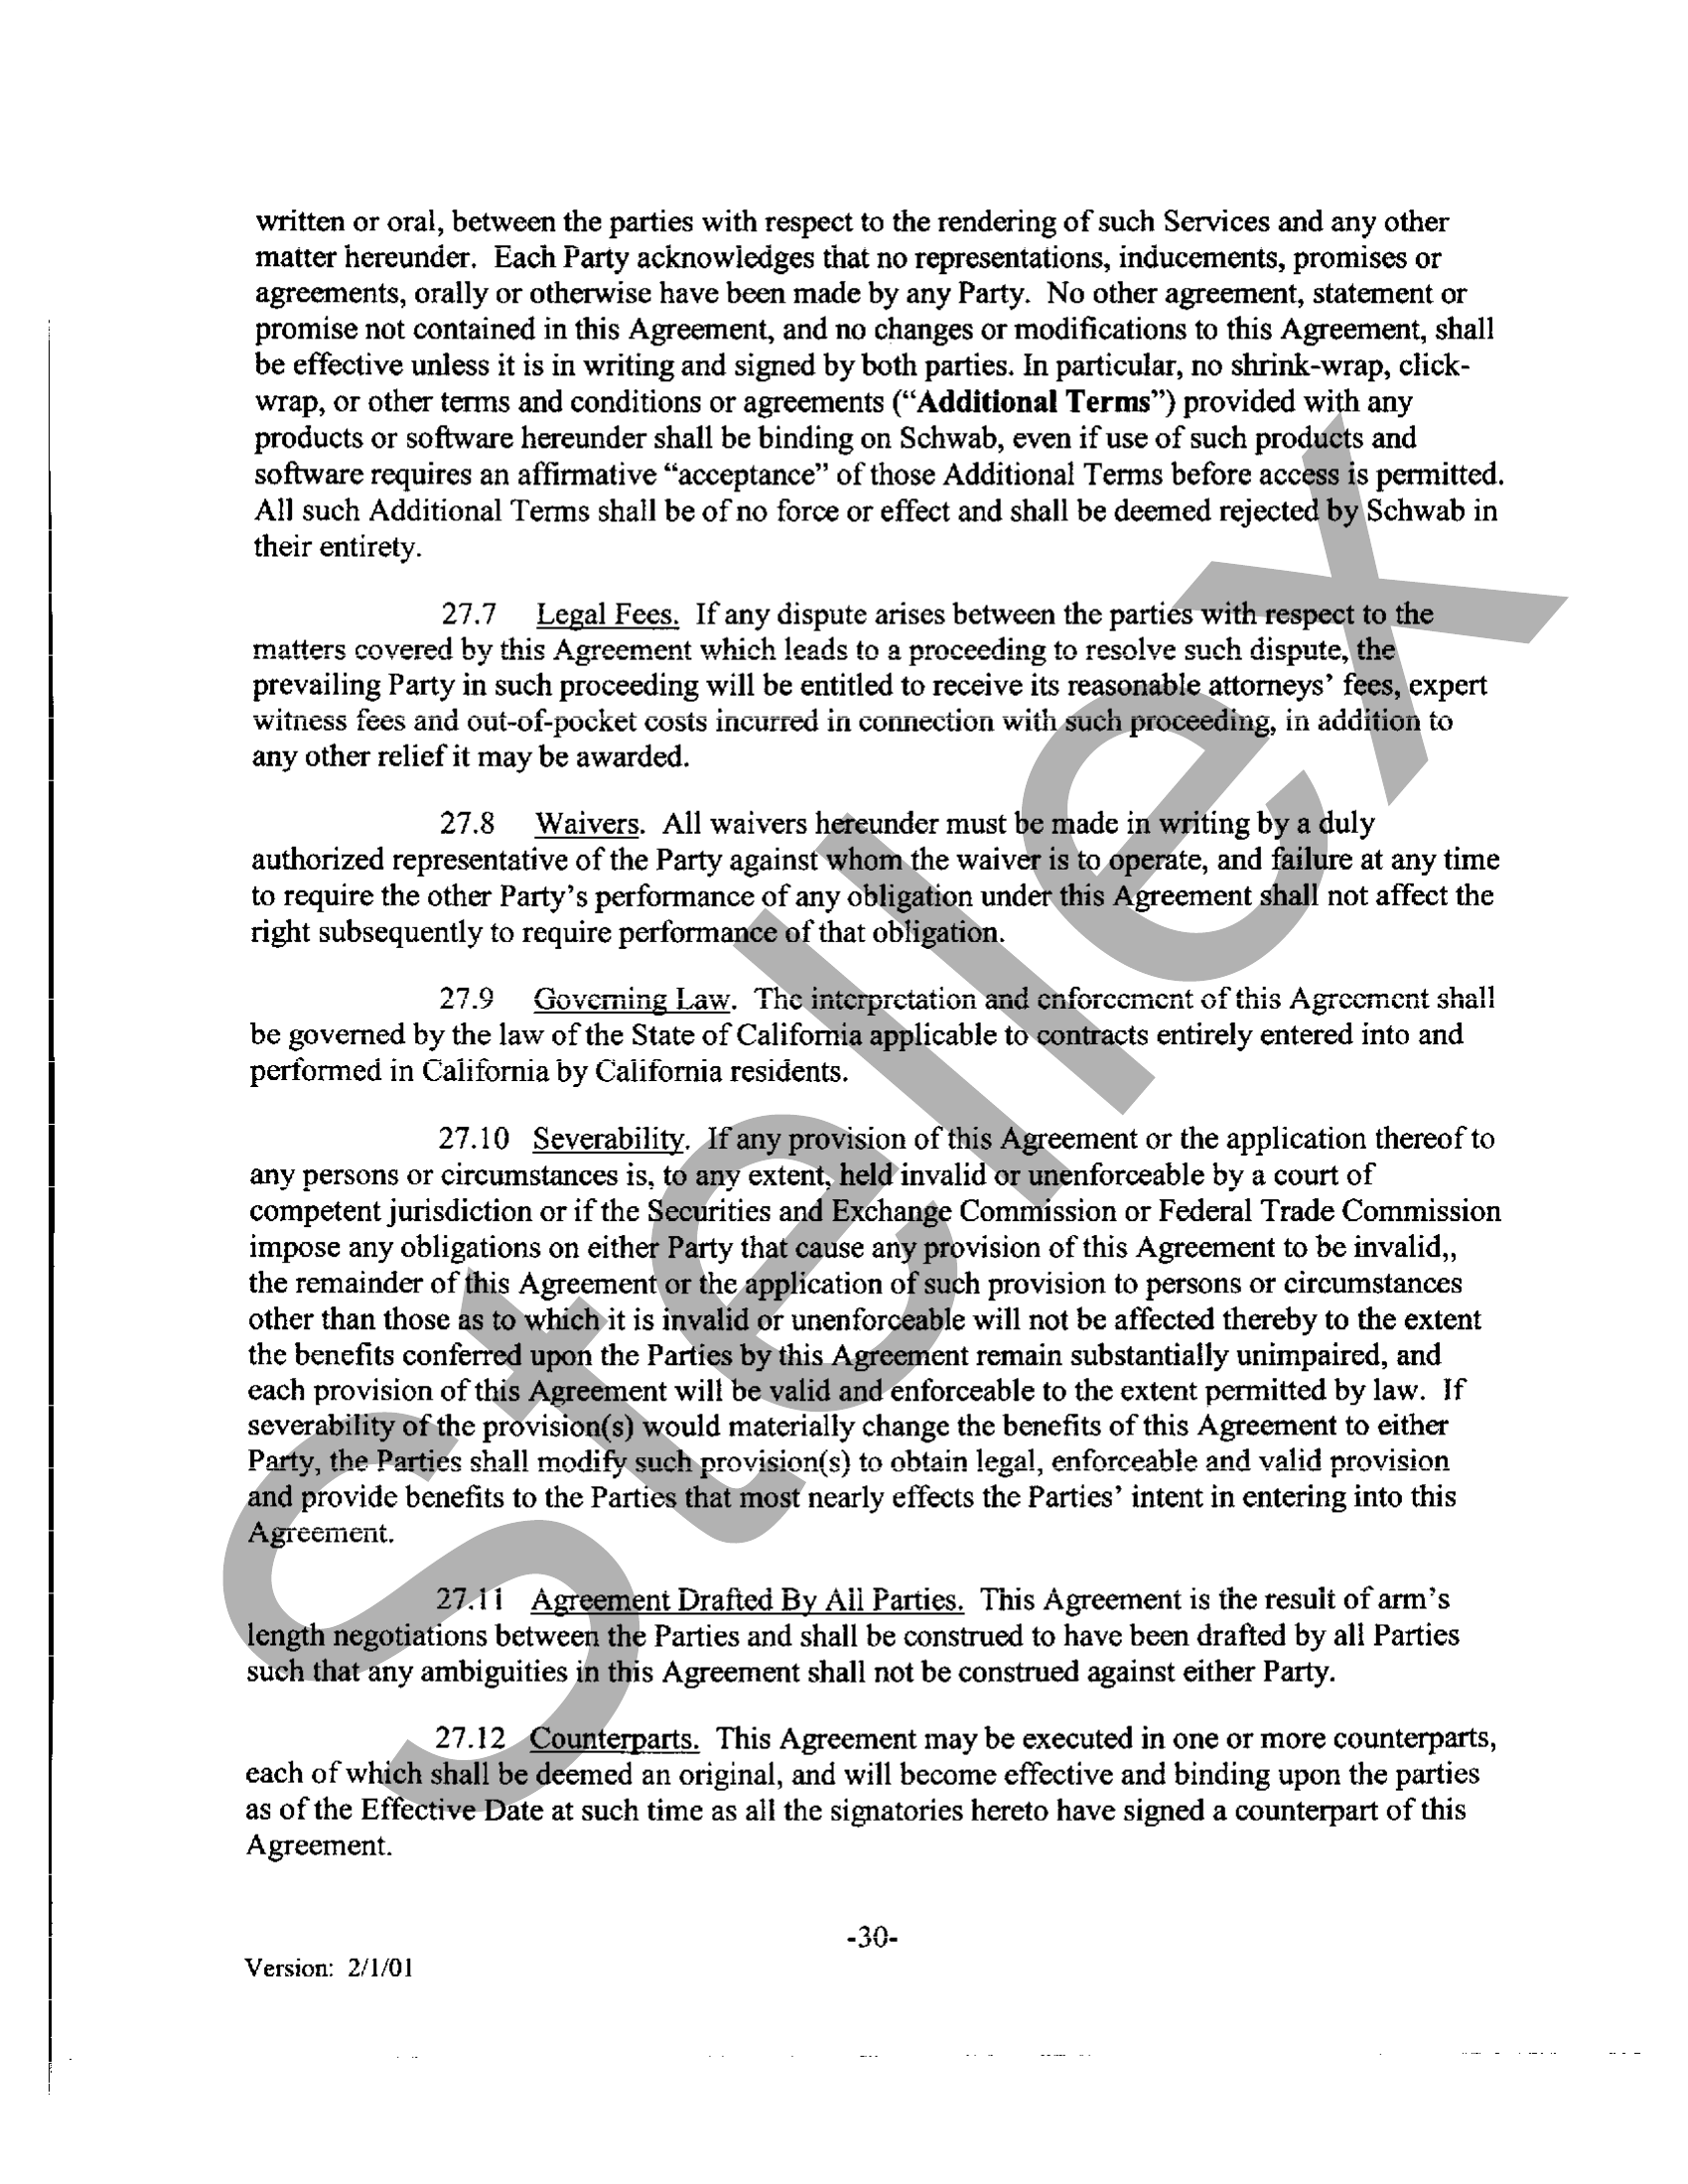 written or oral, between the parties with respect to the rendering of such Services and any other
matter hereunder. Each Party acknowledges that no representations, inducements, promises or
agreements, orally or otherwise have been made by any Party. No other agreement, statement or
promise not contained in this Agreement, and no changes or modifications to this Agreement, shall
be effective unless it is in writing and signed by both parties. In particular, no shrink-wrap, click-
wrap, or other terms and conditions or agreements (“Additional Terms”) provided with any
products or software hereunder shall be binding on Schwab, even if use of such products and
software requires an affirmative “acceptance” of those Additional Terms before access is permitted.
All such Additional Terms shall be of no force or effect and shall be deemed rejected by Schwab in
their entirety.
27.7 Legal Fees. If any dispute arises between the parties with respect to the
matters covered by this Agreement which leads to a proceeding to resolve such dispute, the
prevailing Party in such proceeding will be entitled to receive its reasonable attorneys’ fees, expert
witness fees and out-of-pocket costs incurred in connection with such proceeding, in addition to
any other relief it may be awarded.
27.8 Waivers. All waivers hereunder must be made in writing by a duly
authorized representative of the Party against whom the waiver is to operate, and failure at any time
to require the other Party’s performance of any obligation under this Agreement shall not affect the
right subsequently to require performance of that obligation.
27.9 Governing Law. The interpretation and enforcement of this Agreement shall
be governed by the law of the State of California applicable to contracts entirely entered into and
performed in California by California residents.
27.10 Severability. If any provision of this Agreement or the application thereof to
any persons or circumstances is, to any extent, held invalid or unenforceable by a court of
competent jurisdiction or if the Securities and Exchange Commission or Federal Trade Commission
impose any obligations on either Party that cause any provision of this Agreement to be invalid,,
the remainder of this Agreement or the application of such provision to persons or circumstances
other than those as to which it is invalid or unenforceable will not be affected thereby to the extent
the benefits conferred upon the Parties by this Agreement remain substantially unimpaired, and
each provision of this Agreement will be valid and enforceable to the extent permitted by law. If
severability of the provision(s) would materially change the benefits of this Agreement to either
Party, the Parties shall modify such provision(s) to obtain legal, enforceable and valid provision
and provide benefits to the Parties that most nearly effects the Parties’ intent in entering into this
Agreement.
27.11 Agreement Drafted By All Parties. This Agreement is the result of arm’s
length negotiations between the Parties and shall be construed to have been drafted by all Parties
such that any ambiguities in this Agreement shall not be construed against either Party.
27.12 Counterparts. This Agreement may be executed in one or more counterparts,
each of which shall be deemed an original, and will become effective and binding upon the parties
as of the Effective Date at such time as all the signatories hereto have signed a counterpart of this
Agreement.
-30-
Version: 2/1/01
Stellex